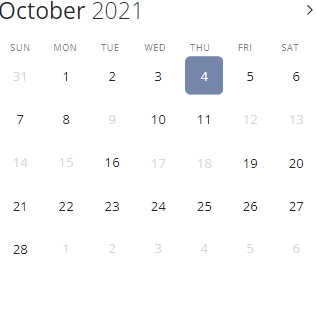 October 2021
SUN MON TUE WED THU FRI SAT
31 1 2 3 4 5 6
7 8 9 10 11 12 13
14 15 16 17 18 19 20
21 22 23 24 25 26 27
28 1 2 3 4 5 6